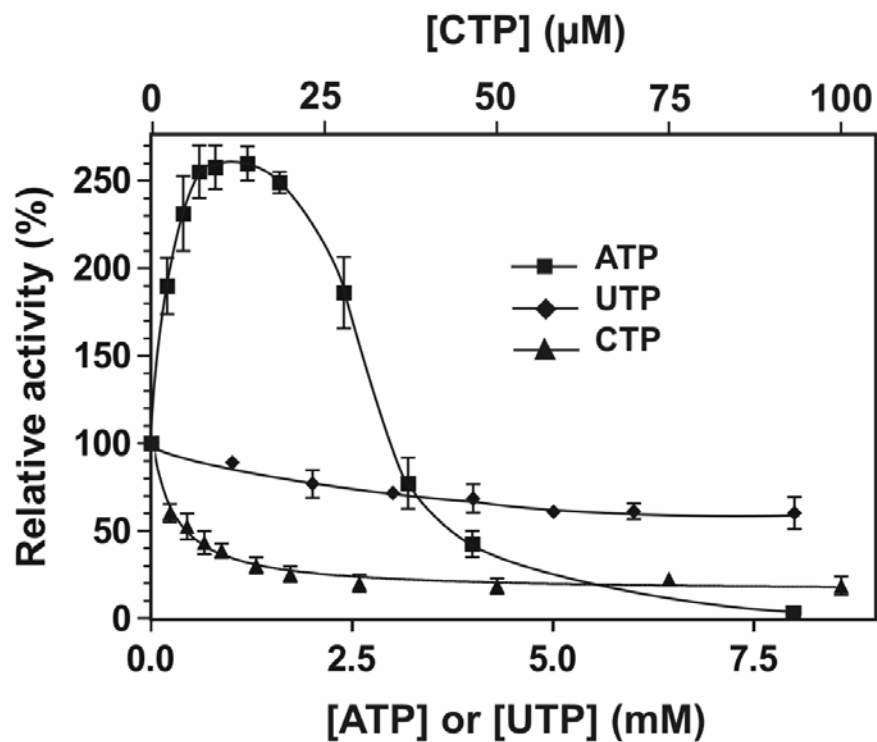 [CTP] (µM)
0 25 50 75 100
Relative activity (%)
250
200
150
100
50
0
ATP
UTP
CTP
0.0 2.5 5.0 7.5
[ATP] or [UTP] (mM)